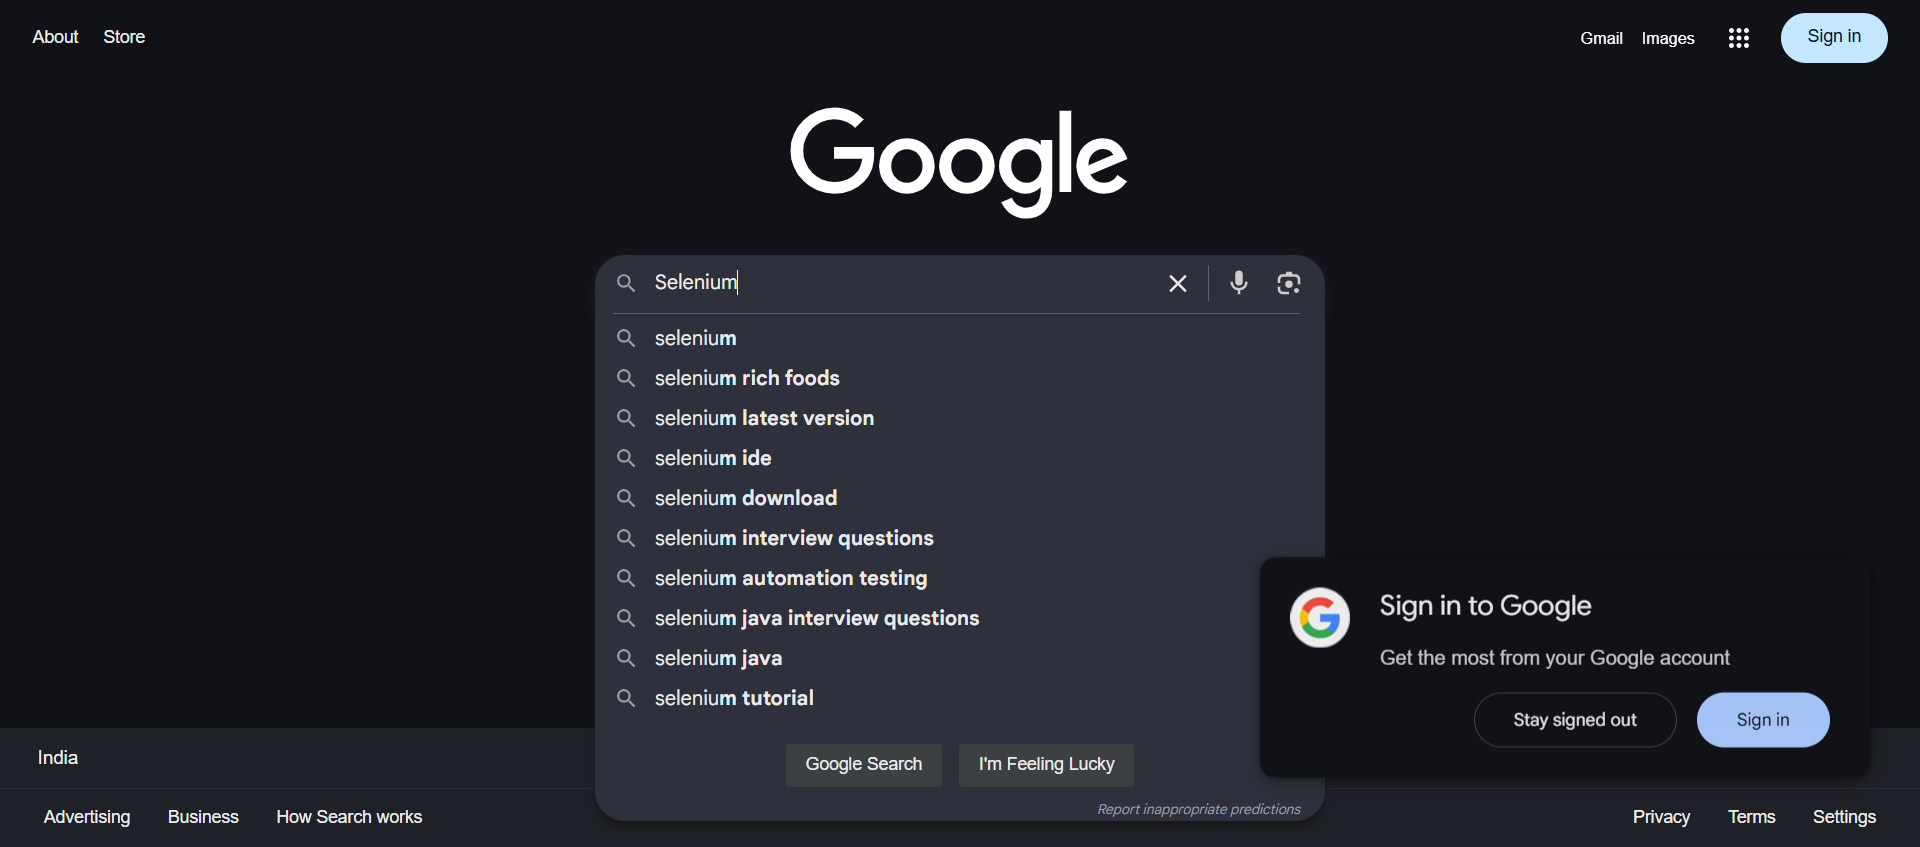 About Store
Gmail Images Sign in
Google
Selenium
selenium
selenium rich foods
selenium latest version
selenium ide
selenium download
selenium interview questions
selenium automation testing
selenium java interview questions
selenium java
selenium tutorial
Google Search I'm Feeling Lucky
Report inappropriate predictions
Sign in to Google
Get the most from your Google account
Stay signed out Sign in
India
Advertising Business How Search works
Privacy Terms Settings